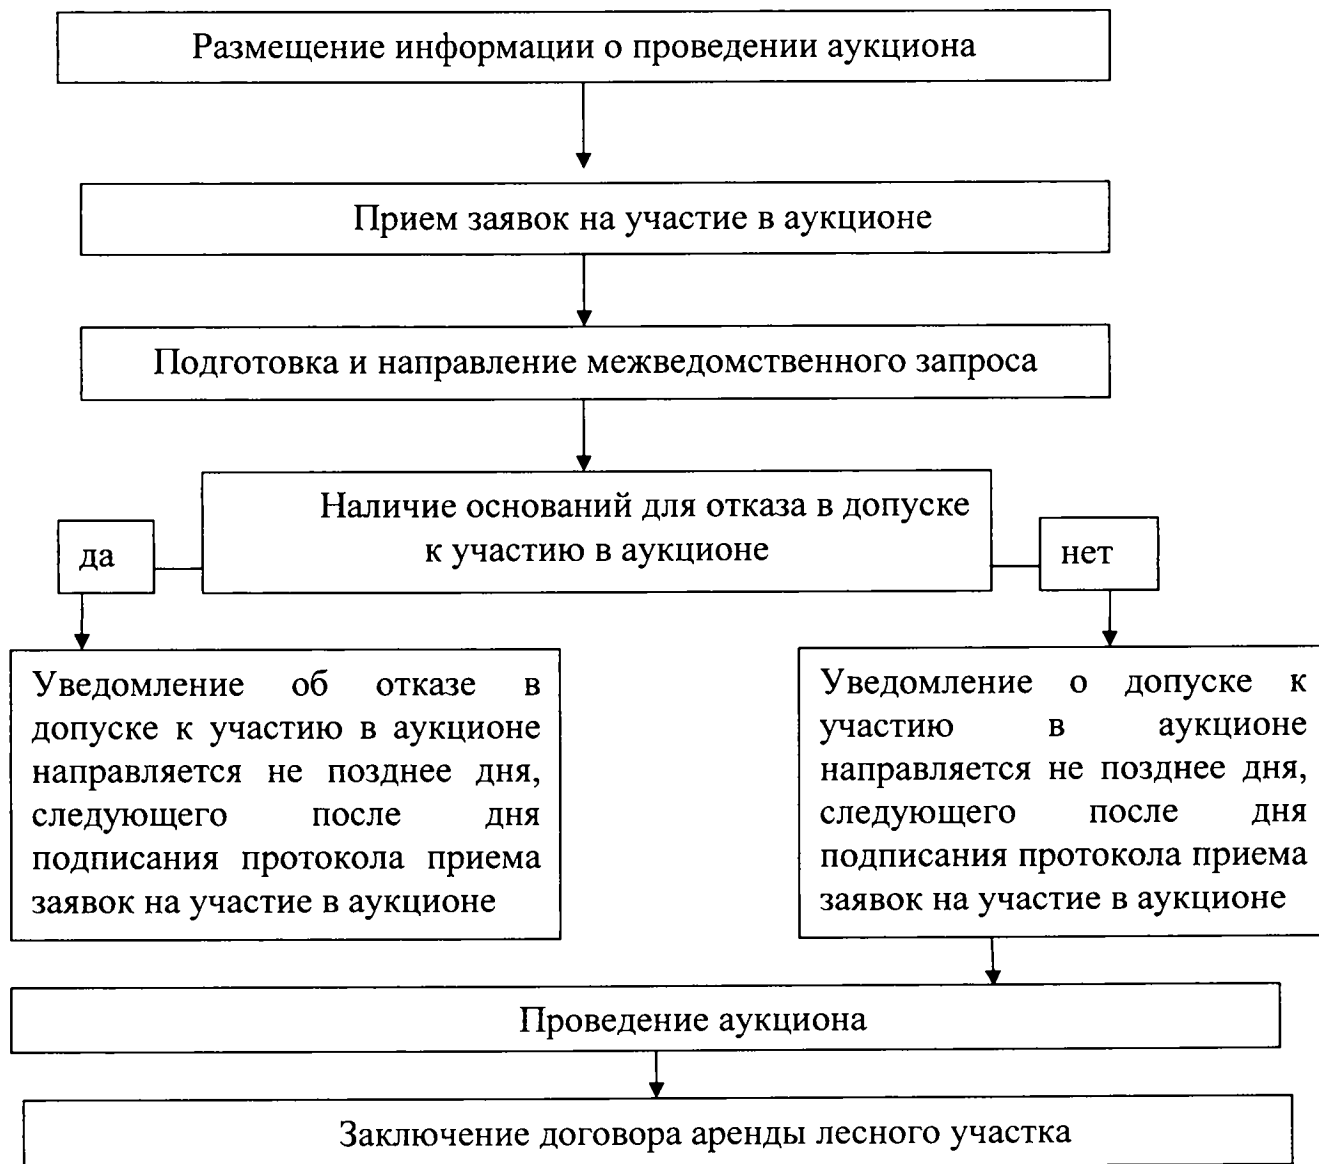 Размещение информации о проведении аукциона
Прием заявок на участие в аукционе
Подготовка и направление межведомственного запроса
Наличие оснований для отказа в допуске
к участию в аукционе
да
нет
Уведомление об отказе в
допуске к участию в аукционе
направляется не позднее дня,
следующего после дня
подписания протокола приема
заявок на участие в аукционе
Уведомление о допуске к
участию в аукционе
направляется не позднее дня,
следующего после дня
подписания протокола приема
заявок на участие в аукционе
Проведение аукциона
Заключение договора аренды лесного участка